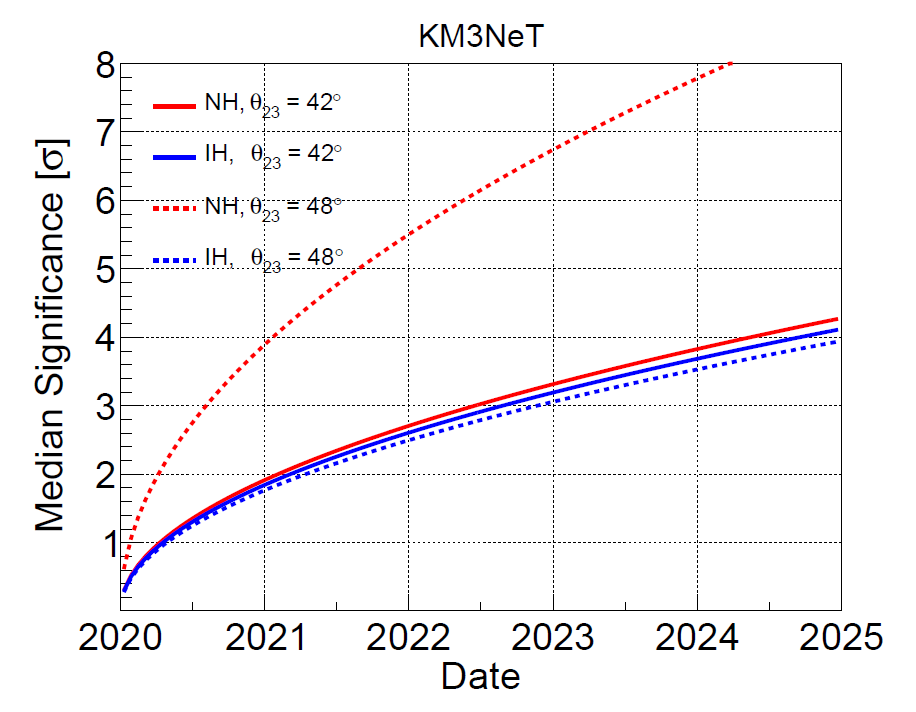 KM3NeT
Median Significance [σ]
8
7
6
5
4
3
2
1
NH, θ23 = 42°
IH, θ23 = 42°
NH, θ23 = 48°
IH, θ23 = 48°
2020 2021 2022 2023 2024 2025
Date